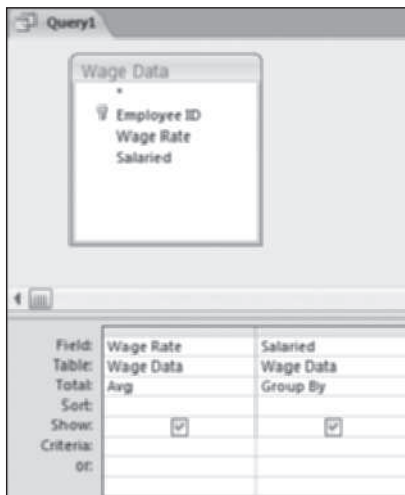 Query1
Wage Data
*
Employee ID
Wage Rate
Salaried
Field: Wage Rate Salaried
Table: Wage Data Wage Data
Total: Avg Group By
Sort:
Show:
Criteria:
or: